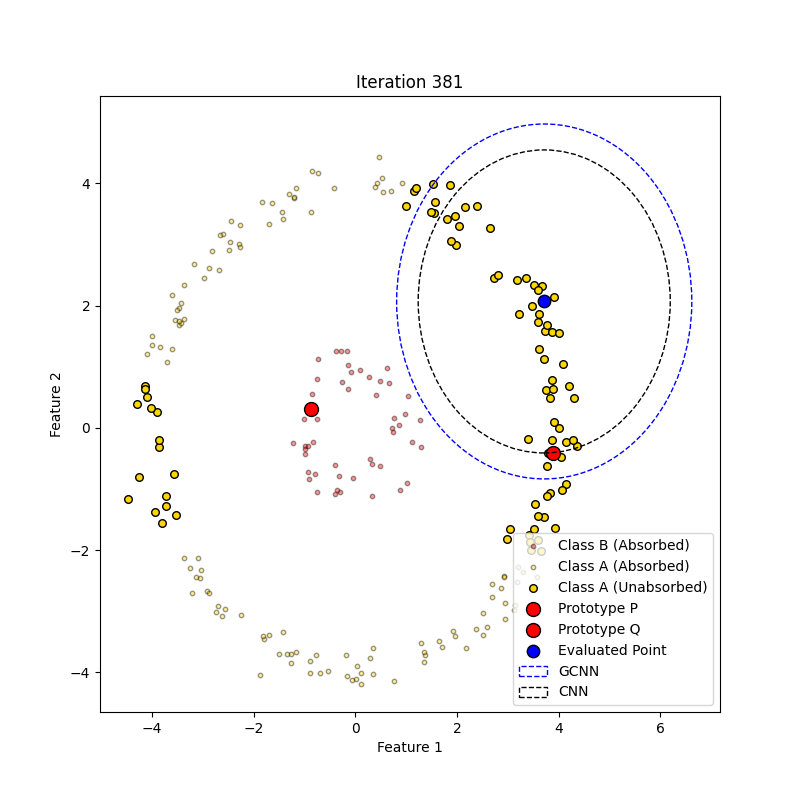 Iteration 381
Feature 2
4
2
0
−2
−4
−4
−2
0
2
4
6
Feature 1
Class B (Absorbed)
Class A (Absorbed)
Class A (Unabsorbed)
Prototype P
Prototype Q
Evaluated Point
GCNN
CNN